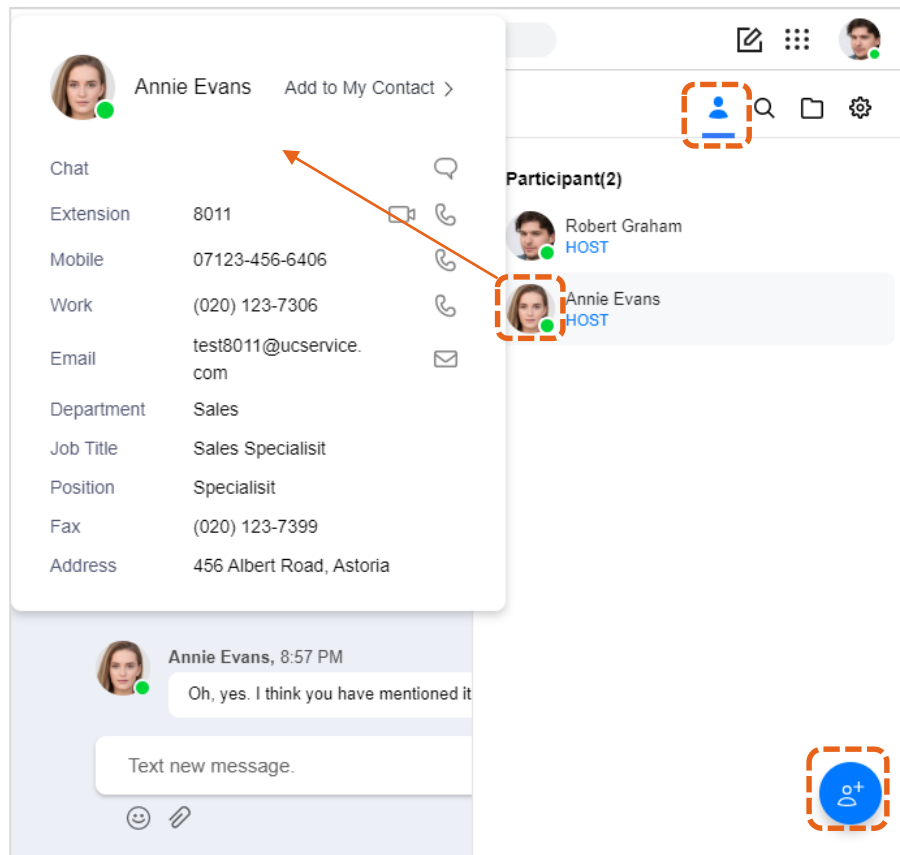 Annie Evans Add to My Contact >
Chat
Extension 8011
Mobile 07123-456-6406
Work (020) 123-7306
Email test8011@ucservice.
com
Department Sales
Job Title Sales Specialisit
Position Specialisit
Fax (020) 123-7399
Address 456 Albert Road, Astoria
Participant(2)
Robert Graham
HOST
Annie Evans
HOST
Annie Evans, 8:57 PM
Oh, yes. I think you have mentioned it
Text new message.